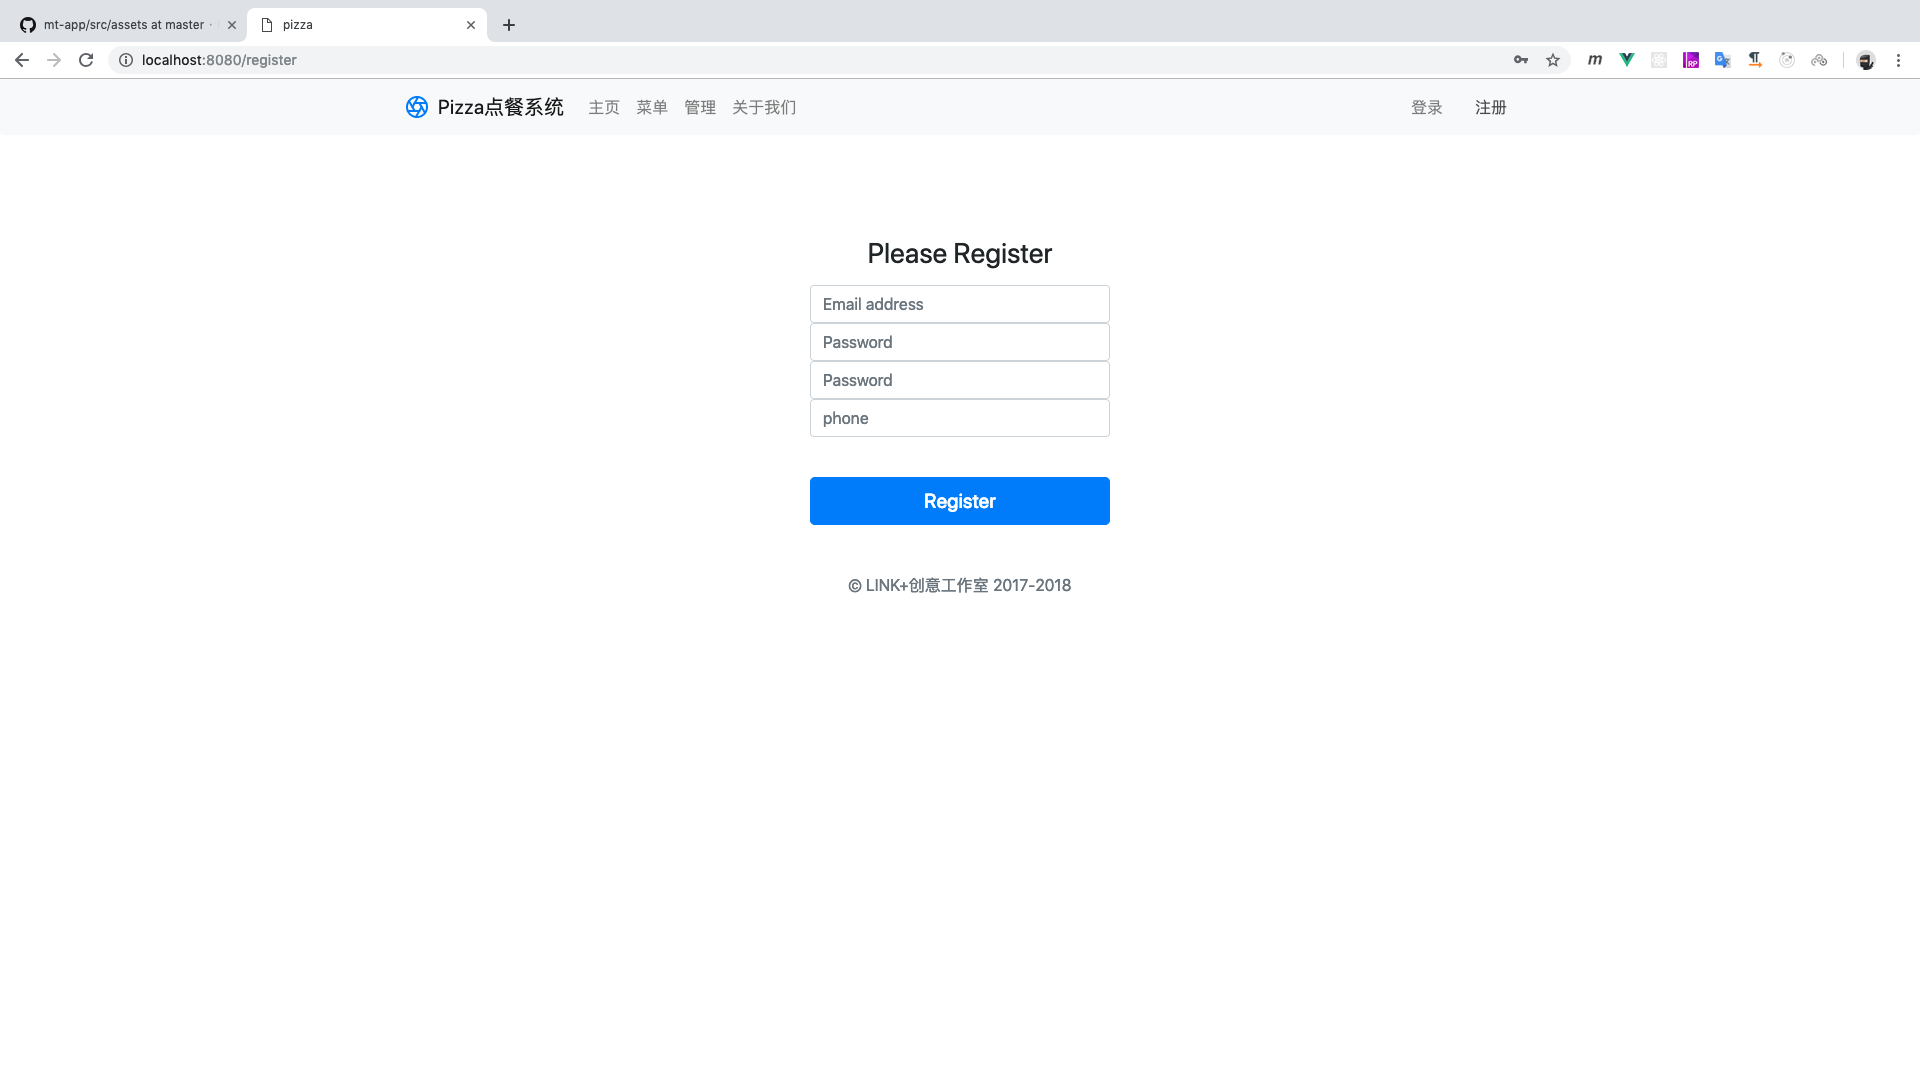 mt-app/src/assets at master ·
pizza
localhost:8080/register
Pizza点餐系统 主页 菜单 管理 关于我们 登录 注册
Please Register
Email address
Password
Password
phone
Register
© LINK+创意工作室 2017-2018